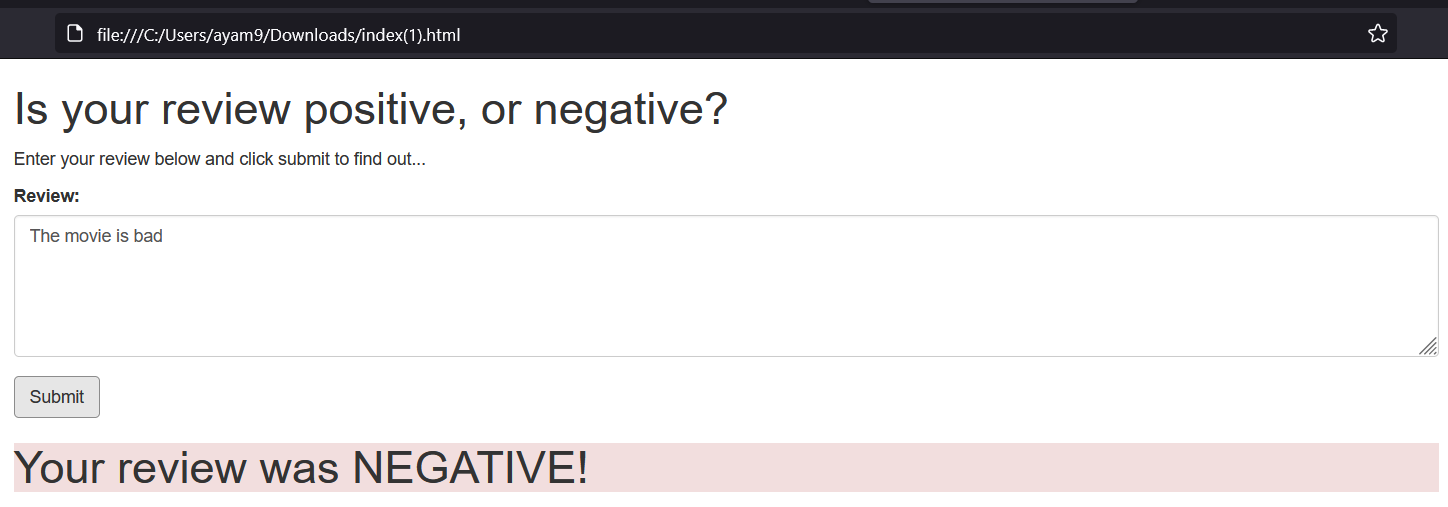 file:///C:/Users/ayam9/Downloads/index(1).html
Is your review positive, or negative?
Enter your review below and click submit to find out...
Review:
The movie is bad
Submit
Your review was NEGATIVE!